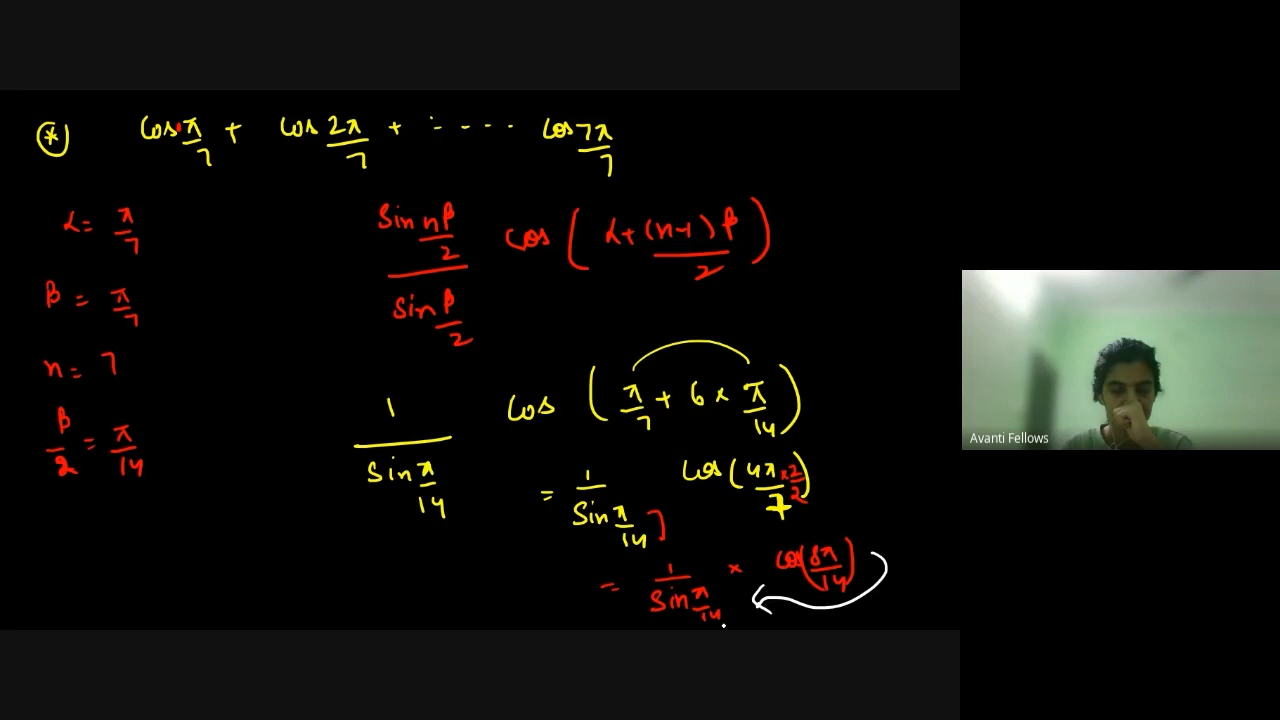 * cos π/7 + cos 2π/7 + ..... cos 7π/7
α = π/7
sin nβ/2 / sin β/2 cos ( α + (n-1)β/2 )
β = π/7
n = 7
β/2 = π/14
1 / sin π/14 cos ( π/7 + 6 × π/14 )
= 1 / sin π/14 cos ( 4π/7 × 2/2 )
= 1 / sin π/14 × cos ( 8π/14 )
Avanti Fellows